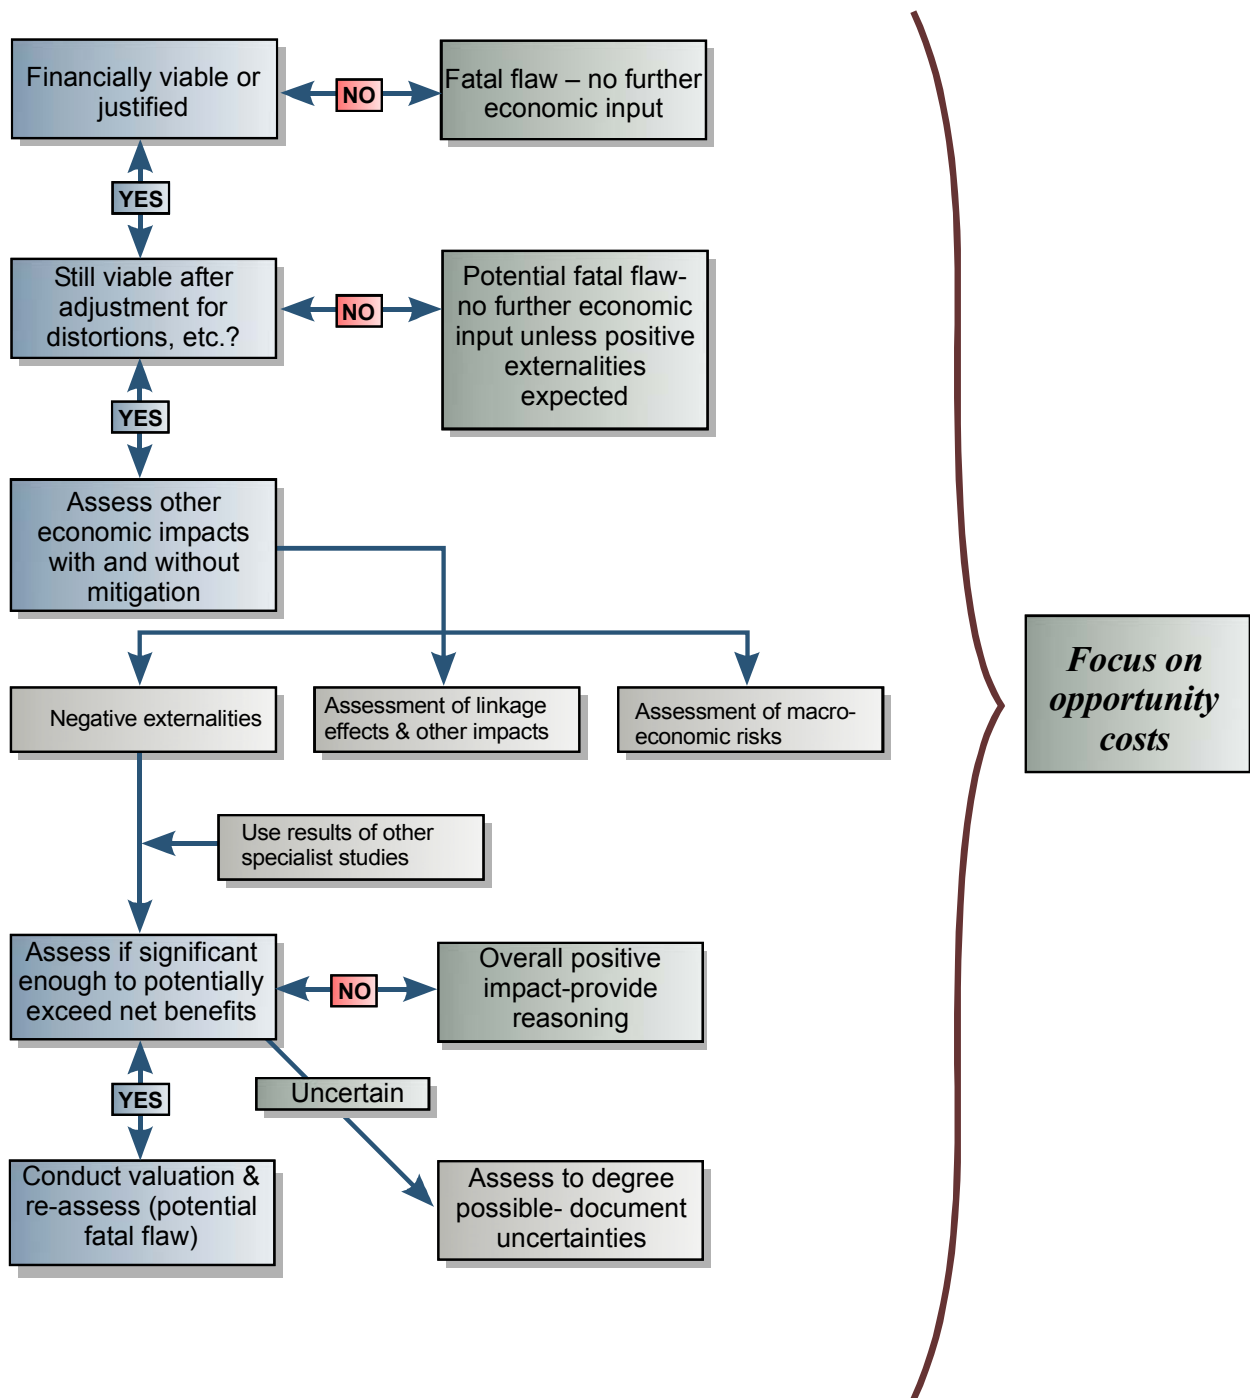 Financially viable or
justified
NO
Fatal flaw – no further
economic input
YES
Still viable after
adjustment for
distortions, etc.?
NO
Potential fatal flaw-
no further economic
input unless positive
externalities
expected
YES
Assess other
economic impacts
with and without
mitigation
Negative externalities
Assessment of linkage
effects & other impacts
Assessment of macro-
economic risks
Focus on
opportunity
costs
Use results of other
specialist studies
Assess if significant
enough to potentially
exceed net benefits
NO
Overall positive
impact-provide
reasoning
YES
Uncertain
Conduct valuation &
re-assess (potential
fatal flaw)
Assess to degree
possible- document
uncertainties